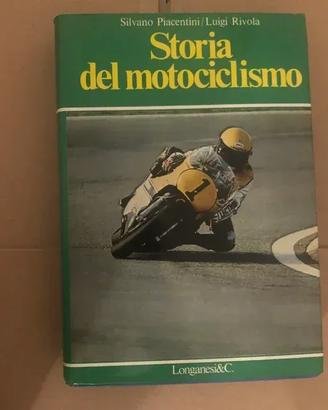 Silvano Piacentini/Luigi Rivola
Storia
del motociclismo
1
Longanesi&C.